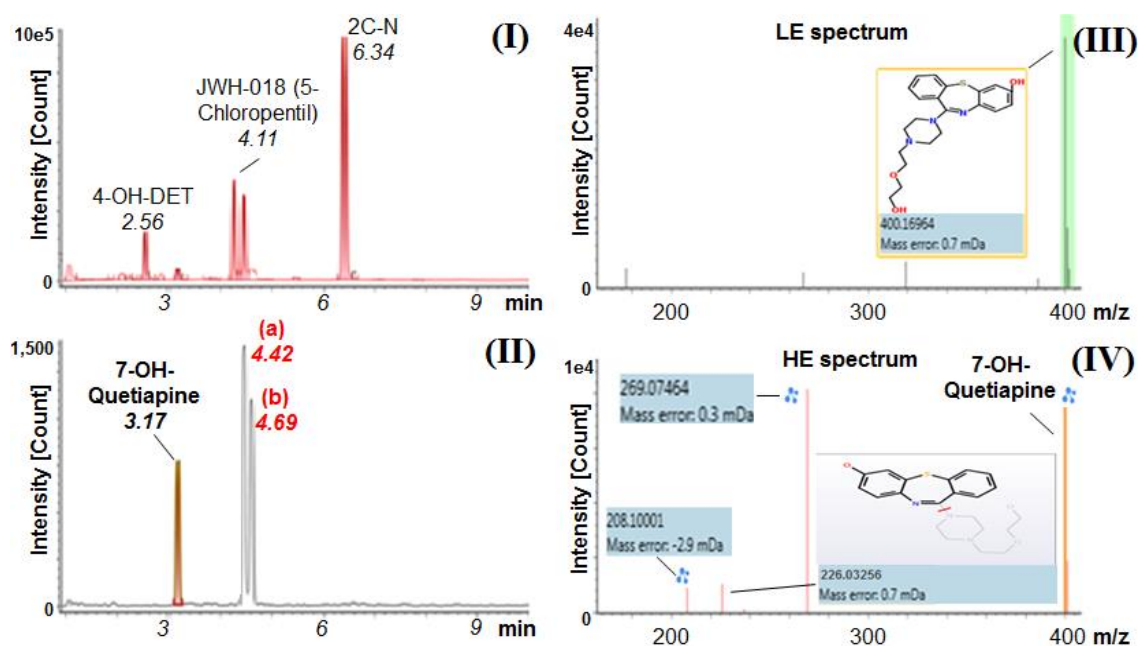 (I)
10e5
Intensity [Count]
0
2C-N
6.34
JWH-018 (5-
Chloropentil)
4.11
4-OH-DET
2.56
3
6
9
min
(II)
1,500
Intensity [Count]
0
7-OH-
Quetiapine
3.17
(a)
4.42
(b)
4.69
3
6
9
min
(III)
LE spectrum
4e4
Intensity [Count]
0
S
OH
N
N
N
O
OH
400.16964
Mass error: 0.7 mDa
200
300
400 m/z
(IV)
HE spectrum
1e4
Intensity [Count]
0
7-OH-
Quetiapine
269.07464
Mass error: 0.3 mDa
208.10001
Mass error: -2.9 mDa
O
S
N
226.03256
Mass error: 0.7 mDa
200
300
400 m/z